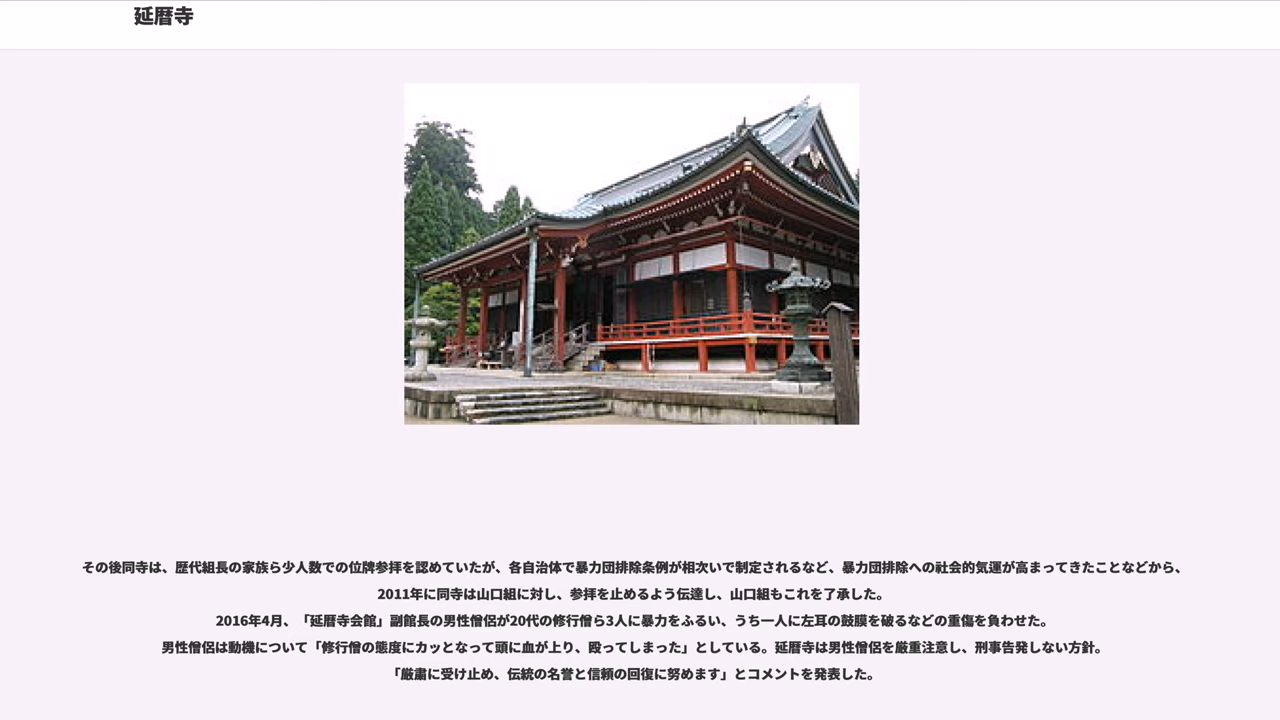 延暦寺
その後同寺は、歴代組長の家族ら少人数での位牌参拝を認めていたが、各自治体で暴力団排除条例が相次いで制定されるなど、暴力団排除への社会的気運が高まってきたことなどから、
2011年に同寺は山口組に対し、参拝を止めるよう伝達し、山口組もこれを了承した。
2016年4月、「延暦寺会館」副館長の男性僧侶が20代の修行僧ら3人に暴力をふるい、うち一人に左耳の鼓膜を破るなどの重傷を負わせた。
男性僧侶は動機について「修行僧の態度にカッとなって頭に血が上り、殴ってしまった」としている。延暦寺は男性僧侶を厳重注意し、刑事告発しない方針。
「厳粛に受け止め、伝統の名誉と信頼の回復に努めます」とコメントを発表した。